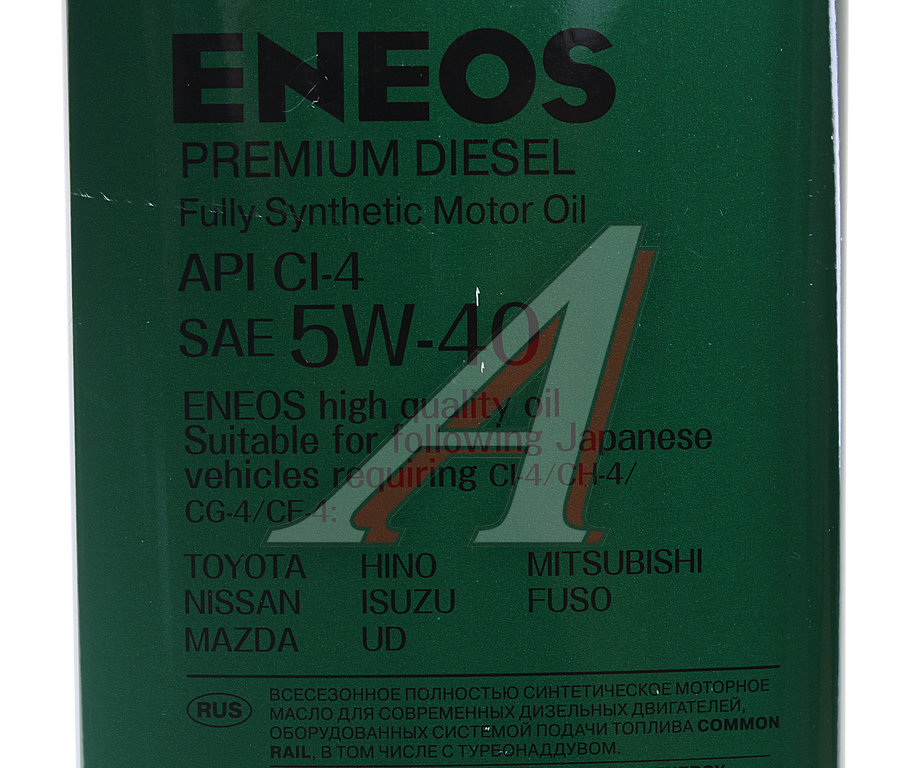 ENEOS
PREMIUM DIESEL
Fully Synthetic Motor Oil
API CI-4
SAE 5W-40
ENEOS high quality oil
Suitable for following Japanese
vehicles requiring CI-4/CH-4/
CG-4/CF-4:
TOYOTA HINO MITSUBISHI
NISSAN ISUZU FUSO
MAZDA UD
RUS
ВСЕСЕЗОННОЕ ПОЛНОСТЬЮ СИНТЕТИЧЕСКОЕ МОТОРНОЕ
МАСЛО ДЛЯ СОВРЕМЕННЫХ ДИЗЕЛЬНЫХ ДВИГАТЕЛЕЙ,
ОБОРУДОВАННЫХ СИСТЕМОЙ ПОДАЧИ ТОПЛИВА COMMON
RAIL, В ТОМ ЧИСЛЕ С ТУРБОНАДДУВОМ.